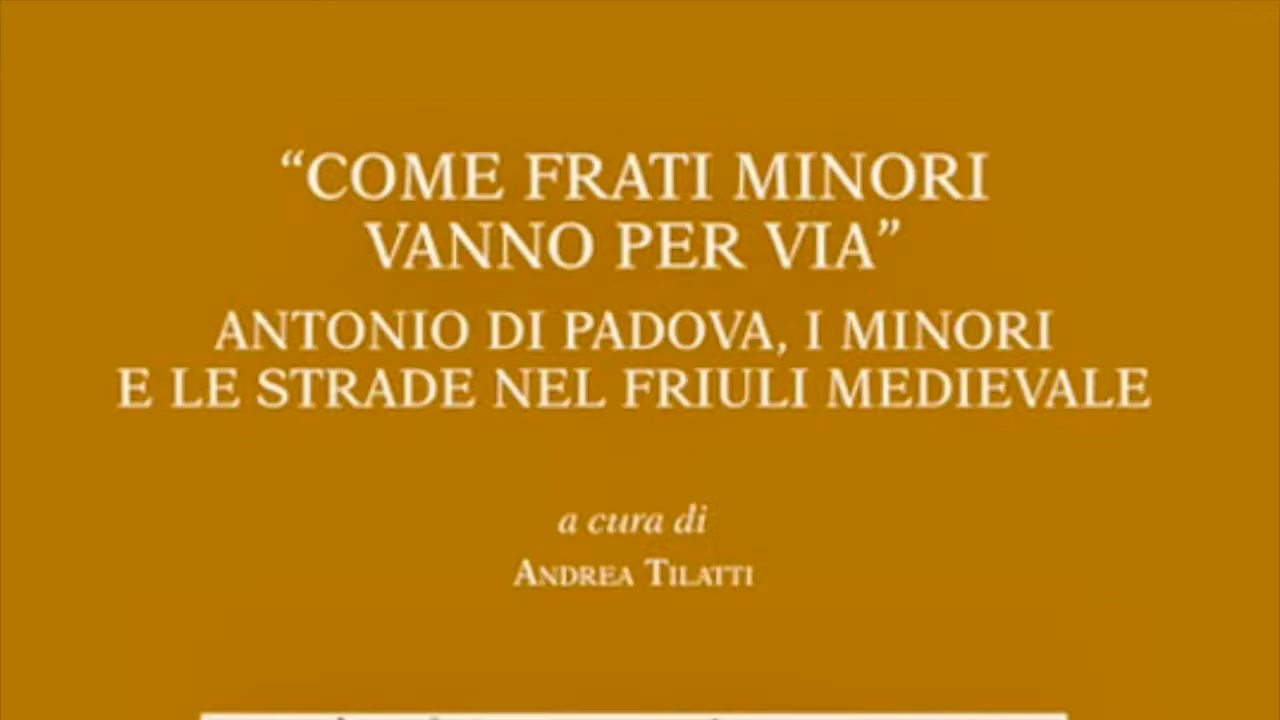 “COME FRATI MINORI
VANNO PER VIA”
ANTONIO DI PADOVA, I MINORI
E LE STRADE NEL FRIULI MEDIEVALE
a cura di
ANDREA TILATTI